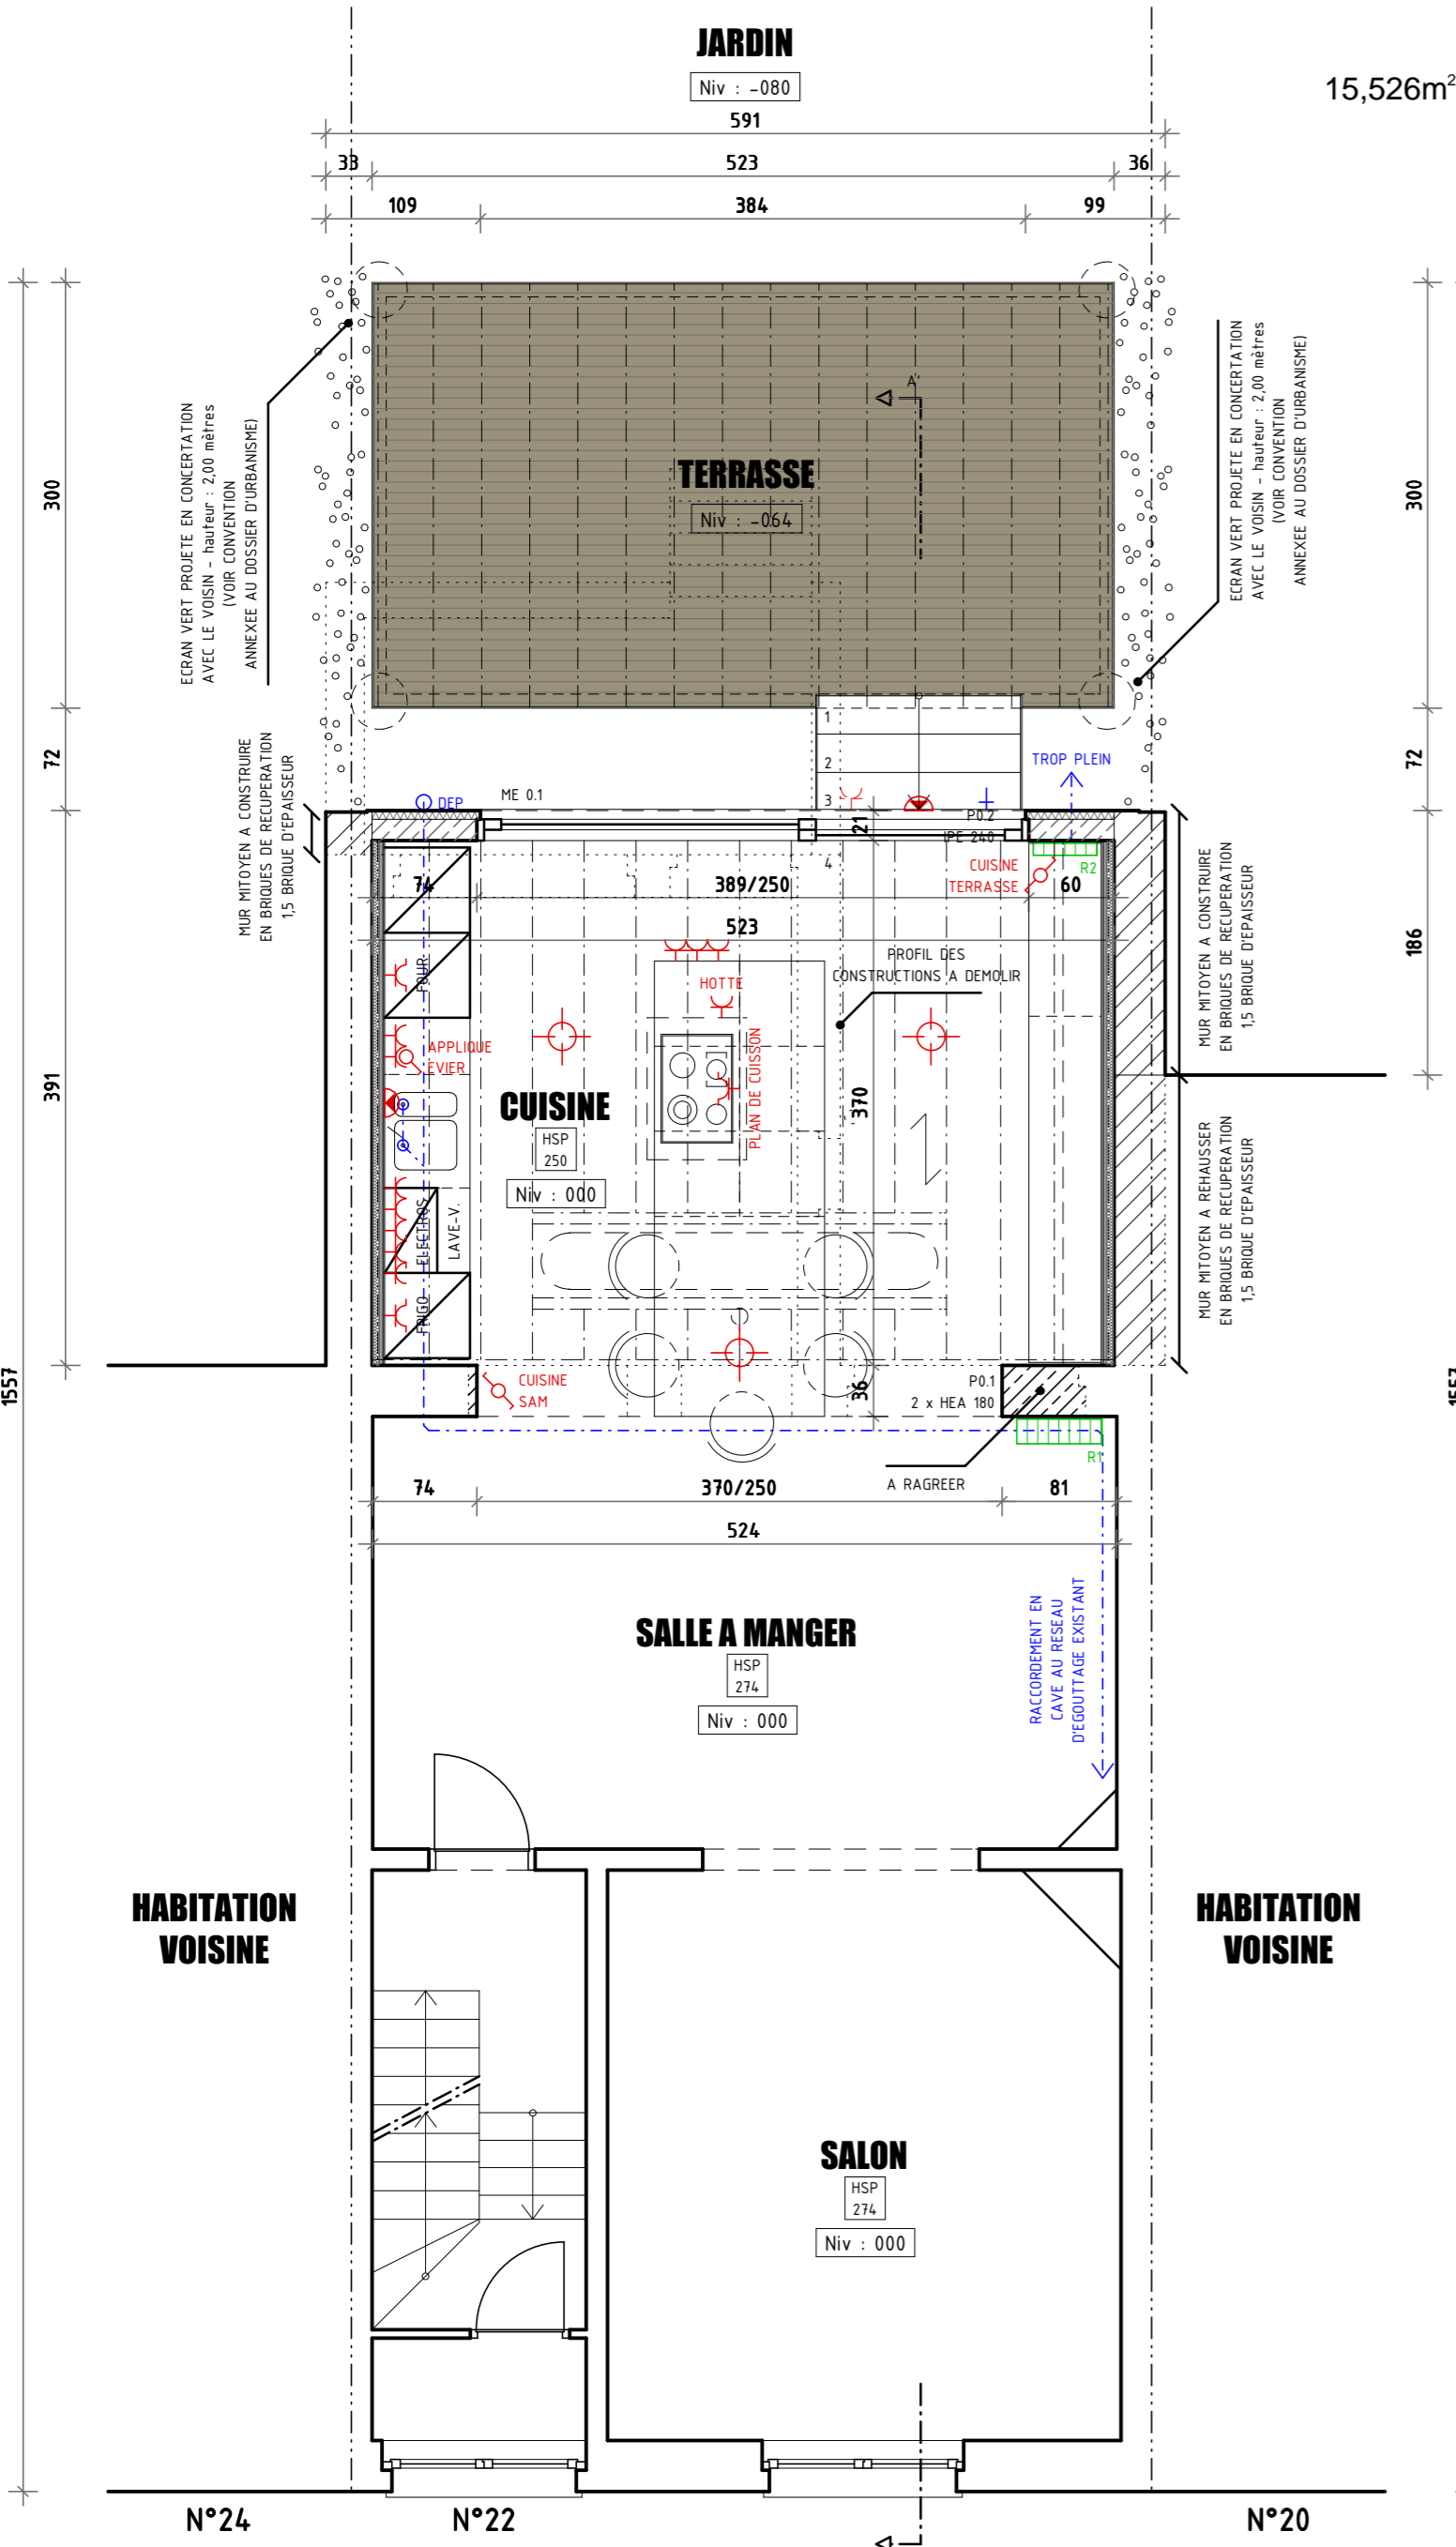 JARDIN
Niv : -080
15,526m²
591
33
523
36
109
384
99
ECRAN VERT PROJETE EN CONCERTATION
AVEC LE VOISIN - hauteur : 2,00 mètres
(VOIR CONVENTION
ANNEXEE AU DOSSIER D'URBANISME)
ECRAN VERT PROJETE EN CONCERTATION
AVEC LE VOISIN - hauteur : 2,00 mètres
(VOIR CONVENTION
ANNEXEE AU DOSSIER D'URBANISME)
A'
TERRASSE
Niv : -064
300
300
72
72
1
2
3
4
TROP PLEIN
MUR MITOYEN A CONSTRUIRE
EN BRIQUES DE RECUPERATION
1,5 BRIQUE D'EPAISSEUR
DEP
ME 0.1
P0.2
IPE 240
21
CUISINE
TERRASSE
R2
74
389/250
60
523
MUR MITOYEN A CONSTRUIRE
EN BRIQUES DE RECUPERATION
1,5 BRIQUE D'EPAISSEUR
186
391
FOUR
HOTTE
PROFIL DES
CONSTRUCTIONS A DEMOLIR
APPLIQUE
EVIER
PLAN DE CUISSON
CUISINE
HSP
250
Niv : 000
370
ELECTROS
LAVE-V.
FRIGO
MUR MITOYEN A REHAUSSER
EN BRIQUES DE RECUPERATION
1,5 BRIQUE D'EPAISSEUR
1557
1557
CUISINE
SAM
36
P0.1
2 x HEA 180
R1
A RAGREER
74
370/250
81
524
SALLE A MANGER
HSP
274
Niv : 000
RACCORDEMENT EN
CAVE AU RESEAU
D'EGOUTTAGE EXISTANT
HABITATION
VOISINE
HABITATION
VOISINE
SALON
HSP
274
Niv : 000
N°24
N°22
N°20